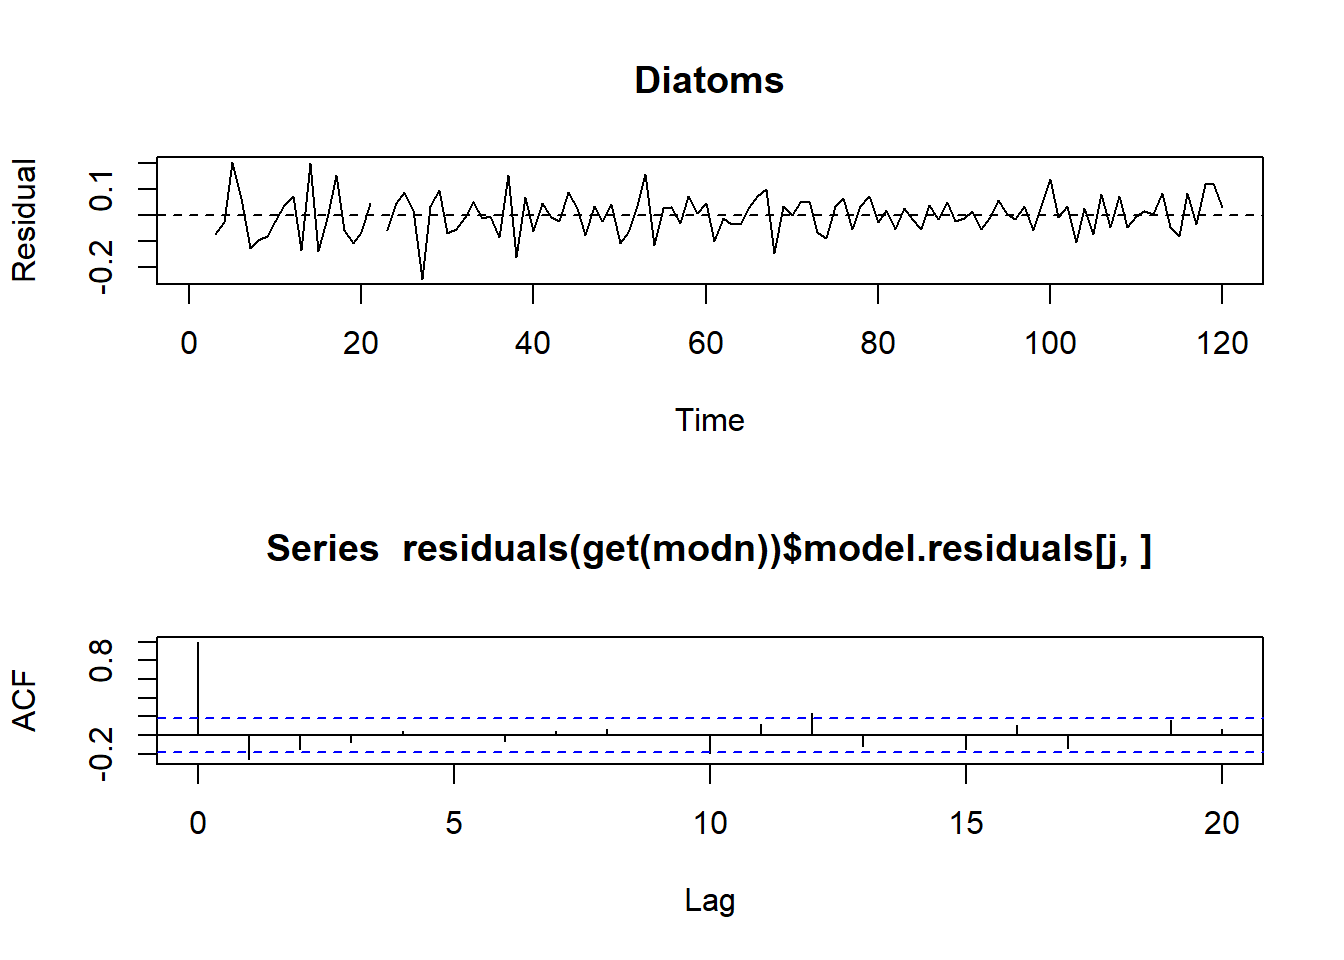 Diatoms
Residual
0.1
-0.2
0 20 40 60 80 100 120
Time
Series  residuals(get(modn))$model.residuals[j, ]
ACF
0.8
-0.2
0 5 10 15 20
Lag